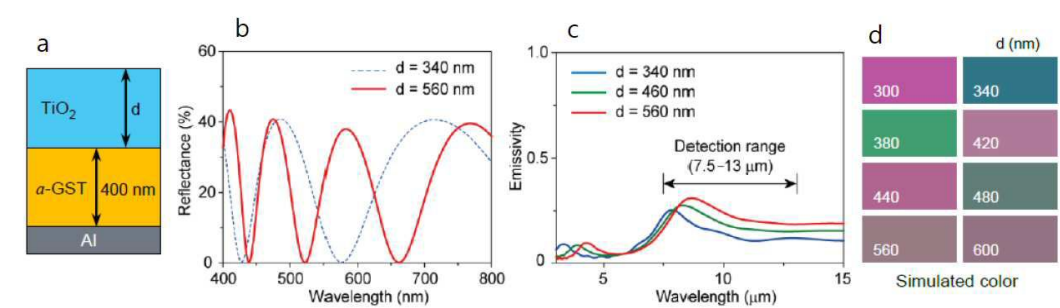 a
TiO2
d
a-GST
400 nm
Al
b
60
40
20
0
Reflectance (%)
d = 340 nm
d = 560 nm
400
500
600
700
800
Wavelength (nm)
c
1.0
0.5
0
Emissivity
d = 340 nm
d = 460 nm
d = 560 nm
Detection range
(7.5–13 μm)
5
10
15
Wavelength (μm)
d
d (nm)
300
340
380
420
440
480
560
600
Simulated color